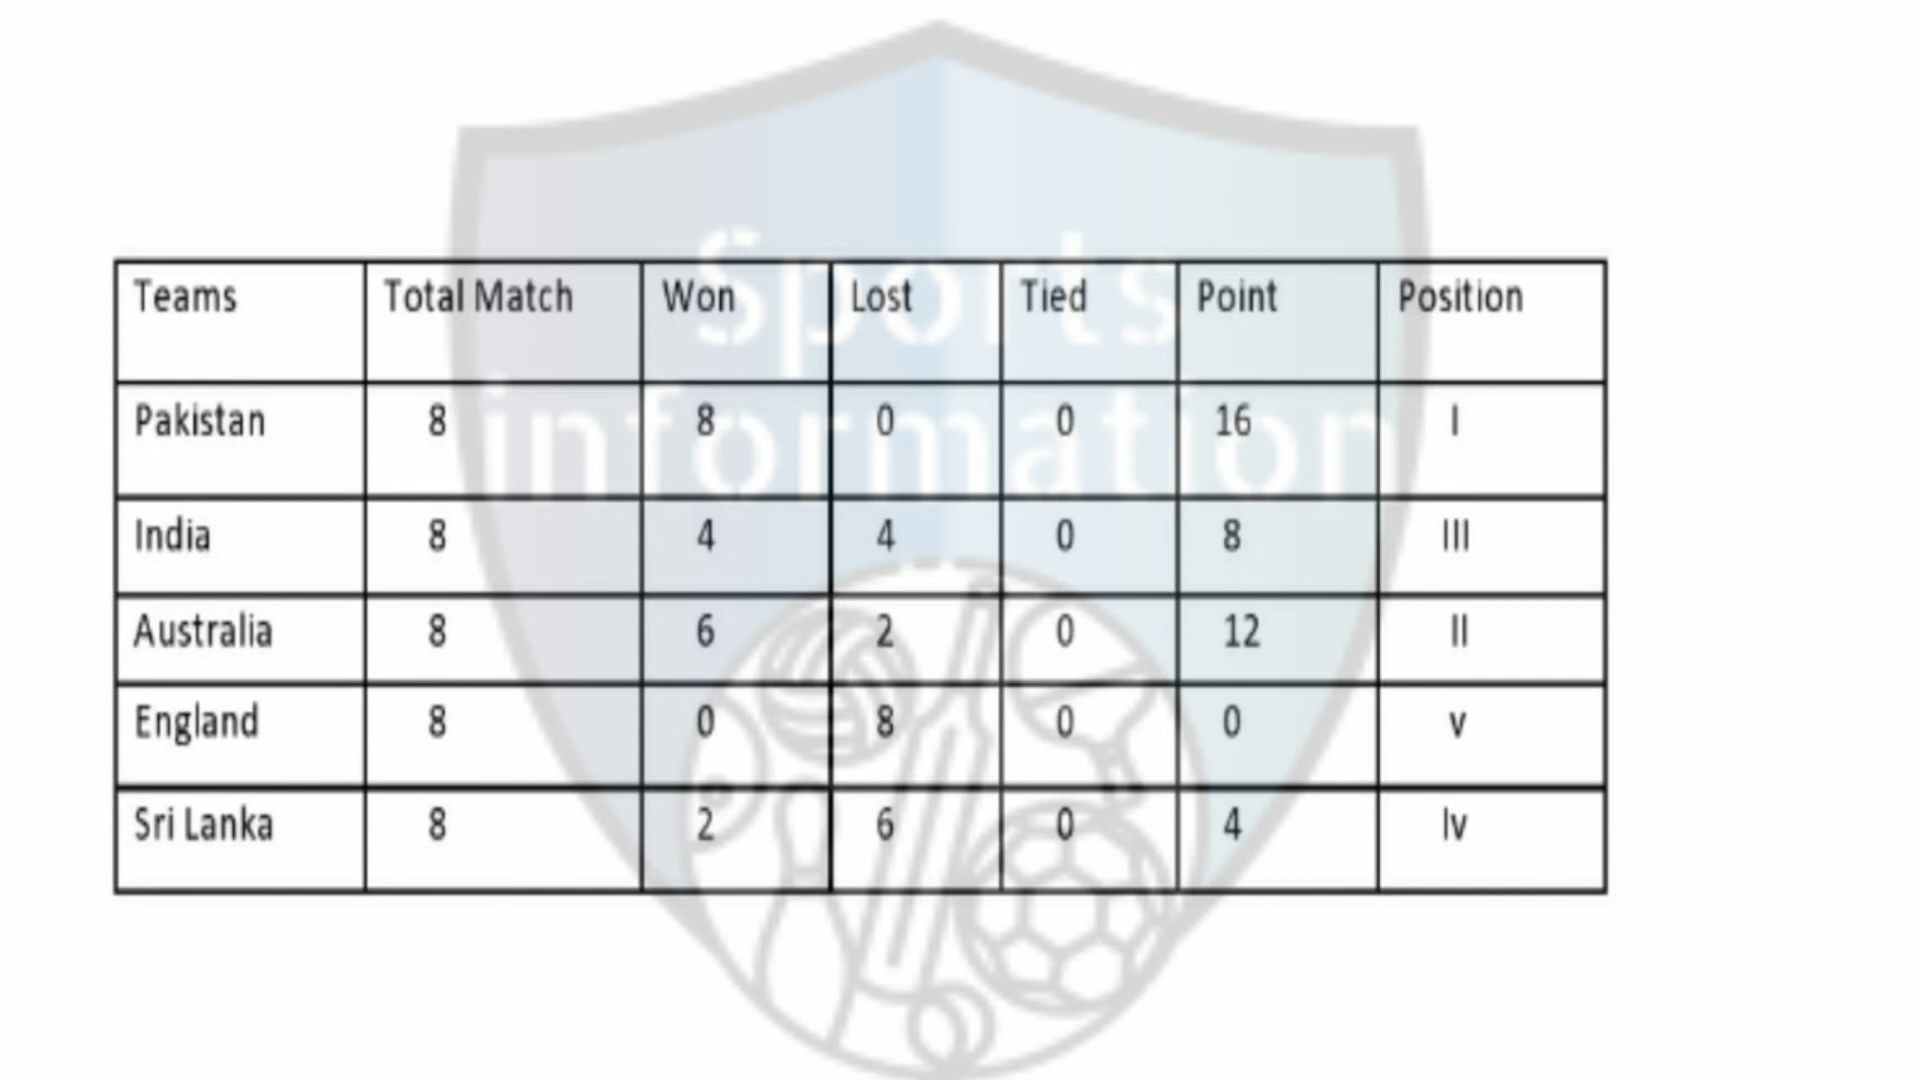 Sports
information
Teams Total Match Won Lost Tied Point Position
Pakistan 8 8 0 0 16 I
India 8 4 4 0 8 III
Australia 8 6 2 0 12 II
England 8 0 8 0 0 v
Sri Lanka 8 2 6 0 4 Iv